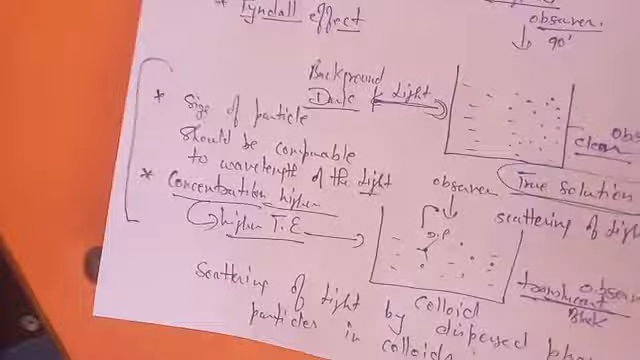 * Tyndall effect
observer.
90°
Background
Dark
Light
* Size of particle
should be comparable
to wavelength of the light
clear
True solution
* Concentration higher
higher T.E
observer
scattering of
D.P
Colloid
translucent
Scattering of light by dispersed
particles in colloids